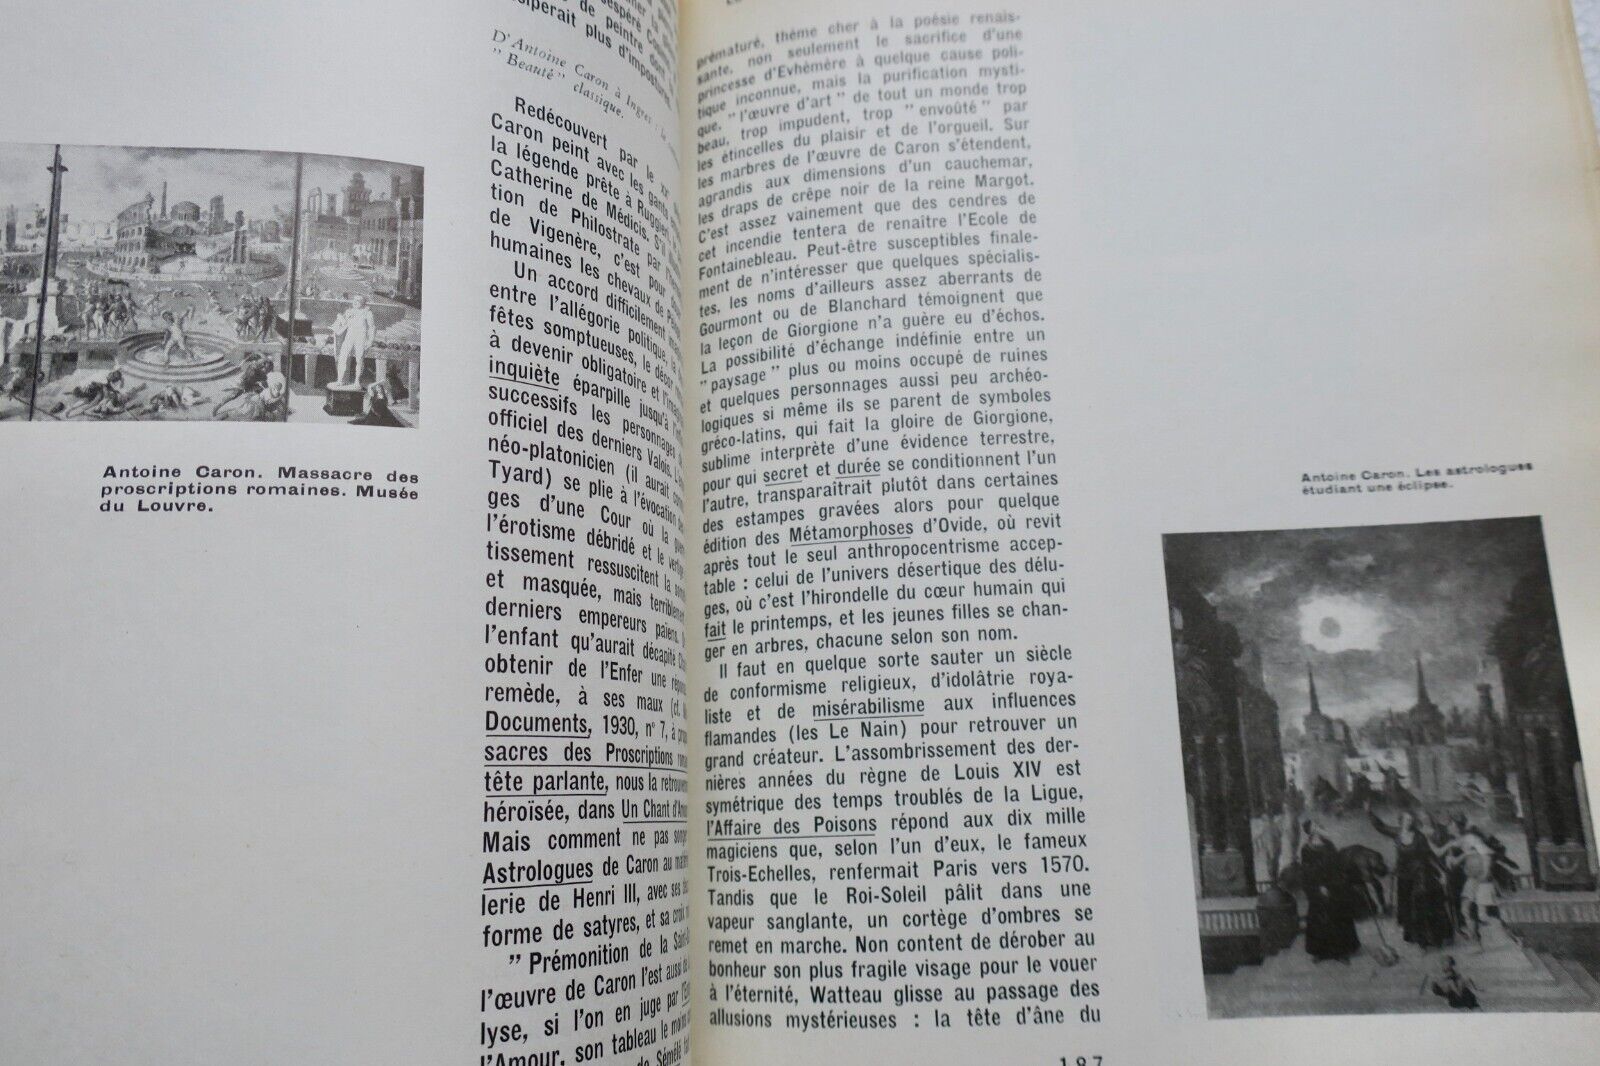 de peintre dont
siperait plus d'imposture.
D'Antoine Caron à Ingres : la
" Beauté " classique.
Redécouvert par le XX
Caron peint avec les gants
la légende prête à Ruggieri,
Catherine de Médicis. S'il
tion de Philostrate par
de Vigenère, c'est pour
humaines les chevaux de
Un accord difficilement
entre l'allégorie politique, la
fêtes somptueuses, le décor
à devenir obligatoire et
inquiète éparpille jusqu'à
successifs les personnages
officiel des derniers Valois.
néo-platonicien (il aurait
Tyard) se plie à l'évocation
ges d'une Cour où la
l'érotisme débridé et le
tissement ressuscitent la
et masquée, mais
derniers empereurs païens.
l'enfant qu'aurait décapité
obtenir de l'Enfer une
remède, à ses maux (cf.
Documents, 1930, n° 7, à
sacres des Proscriptions
tête parlante, nous la
héroïsée, dans Un Chant
Mais comment ne pas
Astrologues de Caron au
lerie de Henri III, avec ses
forme de satyres, et sa croix
" Prémonition de la
l'œuvre de Caron l'est aussi de
lyse, si l'on en juge par
l'Amour, son tableau le
de Sémélé
Antoine Caron. Massacre des
proscriptions romaines. Musée
du Louvre.
prématuré, thème cher à la poésie renais-
sante, non seulement le sacrifice d'une
princesse d'Evhémère à quelque cause poli-
tique inconnue, mais la purification mysti-
que, "l'œuvre d'art" de tout un monde trop
beau, trop impudent, trop "envoûté" par
les étincelles du plaisir et de l'orgueil. Sur
les marbres de l'œuvre de Caron s'étendent,
agrandis aux dimensions d'un cauchemar,
les draps de crêpe noir de la reine Margot.
C'est assez vainement que des cendres de
cet incendie tentera de renaître l'Ecole de
Fontainebleau. Peut-être susceptibles finale-
ment de n'intéresser que quelques spécialis-
tes, les noms d'ailleurs assez aberrants de
Gourmont ou de Blanchard témoignent que
la leçon de Giorgione n'a guère eu d'échos.
La possibilité d'échange indéfinie entre un
"paysage" plus ou moins occupé de ruines
et quelques personnages aussi peu archéo-
logiques si même ils se parent de symboles
gréco-latins, qui fait la gloire de Giorgione,
sublime interprète d'une évidence terrestre,
pour qui secret et durée se conditionnent l'un
l'autre, transparaîtrait plutôt dans certaines
des estampes gravées alors pour quelque
édition des Métamorphoses d'Ovide, où revit
après tout le seul anthropocentrisme accep-
table : celui de l'univers désertique des délu-
ges, où c'est l'hirondelle du cœur humain qui
fait le printemps, et les jeunes filles se chan-
ger en arbres, chacune selon son nom.
Il faut en quelque sorte sauter un siècle
de conformisme religieux, d'idolâtrie roya-
liste et de misérabilisme aux influences
flamandes (les Le Nain) pour retrouver un
grand créateur. L'assombrissement des der-
nières années du règne de Louis XIV est
symétrique des temps troublés de la Ligue,
l'Affaire des Poisons répond aux dix mille
magiciens que, selon l'un d'eux, le fameux
Trois-Echelles, renfermait Paris vers 1570.
Tandis que le Roi-Soleil pâlit dans une
vapeur sanglante, un cortège d'ombres se
remet en marche. Non content de dérober au
bonheur son plus fragile visage pour le vouer
à l'éternité, Watteau glisse au passage des
allusions mystérieuses : la tête d'âne du
187
Antoine Caron. Les astrologues
étudiant une éclipse.